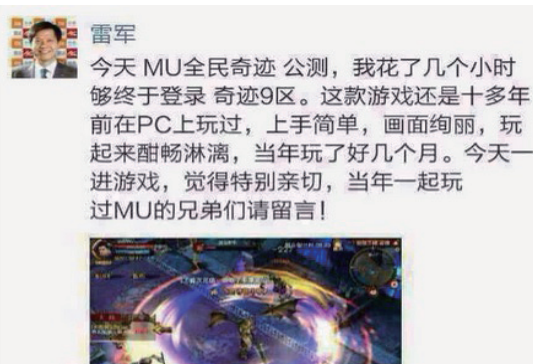 雷军
今天 MU全民奇迹 公测，我花了几个小时
够终于登录 奇迹9区。这款游戏还是十多年
前在PC上玩过，上手简单，画面绚丽，玩
起来酣畅淋漓，当年玩了好几个月。今天一
进游戏，觉得特别亲切，当年一起玩
过MU的兄弟们请留言！